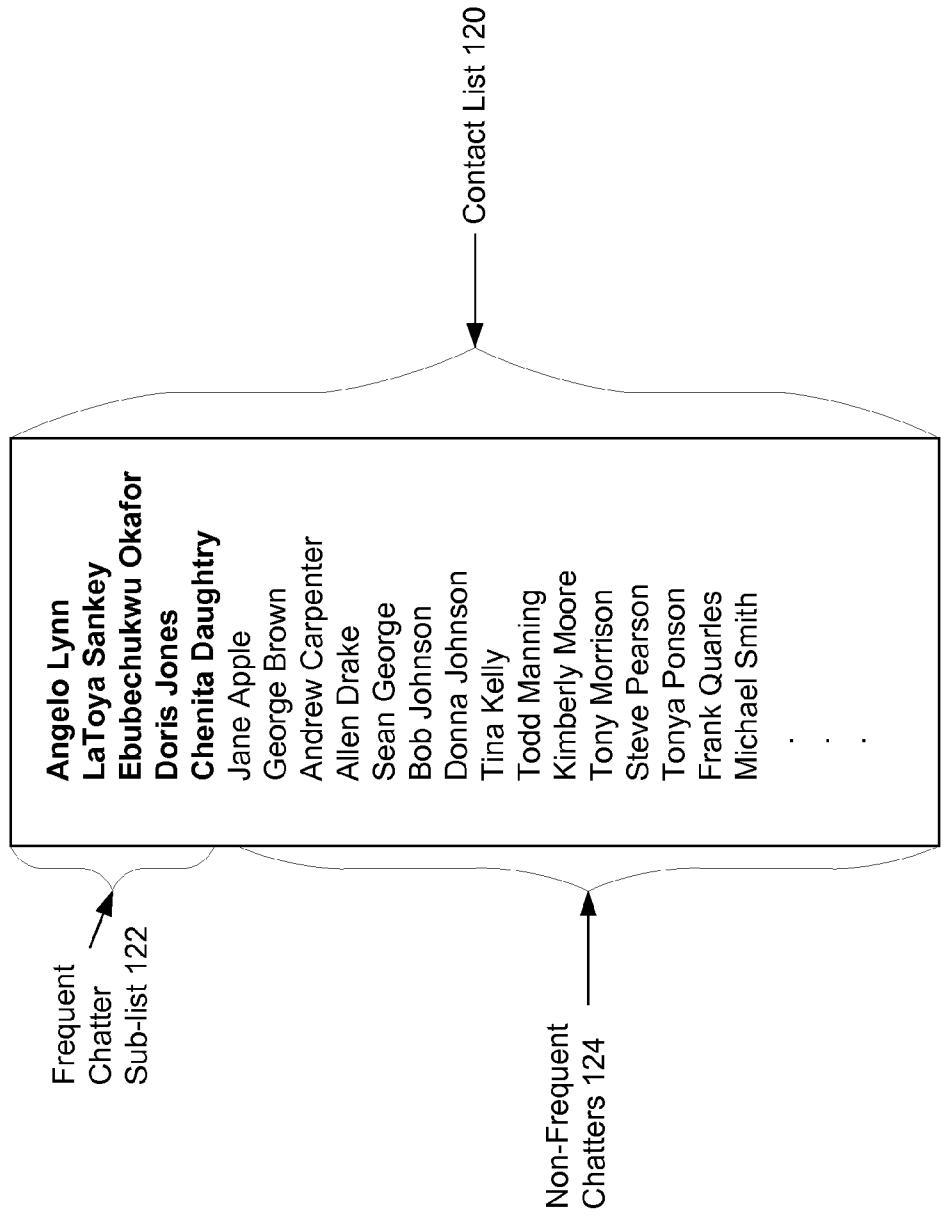 Frequent
Chatter
Sub-list 122
Angelo Lynn
LaToya Sankey
Ebubechukwu Okafor
Doris Jones
Chenita Daughtry
Jane Apple
George Brown
Andrew Carpenter
Allen Drake
Sean George
Bob Johnson
Donna Johnson
Tina Kelly
Todd Manning
Kimberly Moore
Tony Morrison
Steve Pearson
Tonya Ponson
Frank Quarles
Michael Smith
. . .
Non-Frequent
Chatters 124
Contact List 120